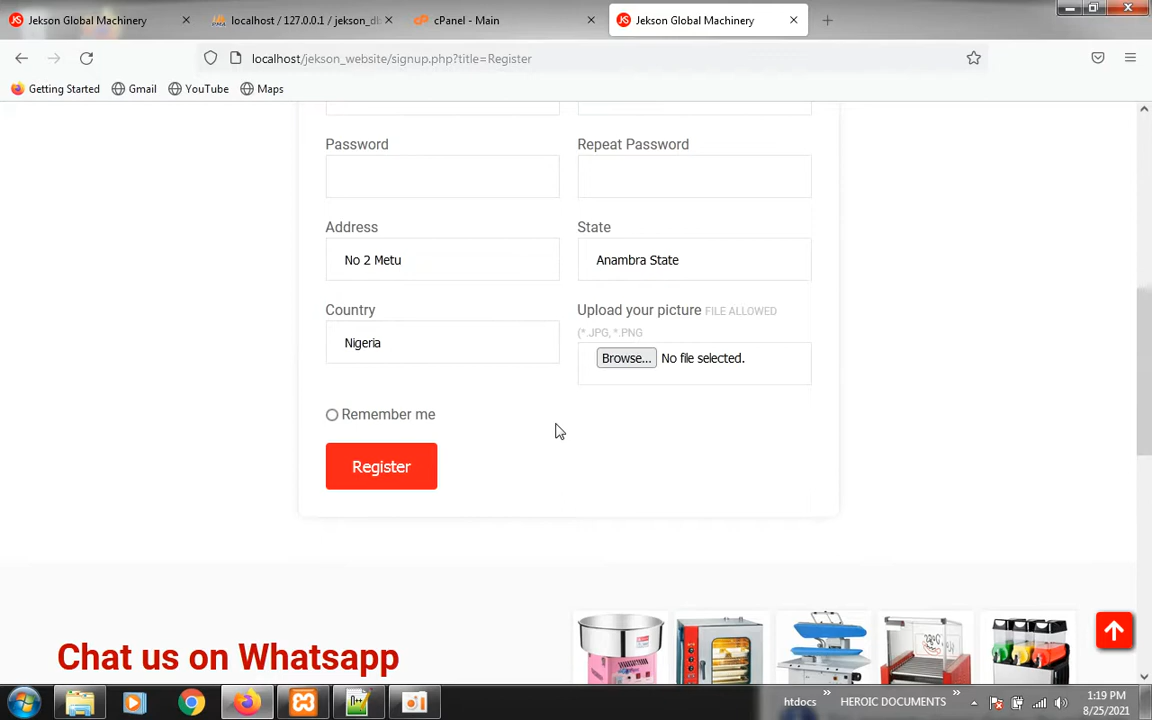 Jekson Global Machinery
localhost / 127.0.0.1 / jekson_db
cPanel - Main
Jekson Global Machinery
localhost/jekson_website/signup.php?title=Register
Getting Started
Gmail
YouTube
Maps
Password
Repeat Password
Address
State
No 2 Metu
Anambra State
Country
Upload your picture FILE ALLOWED
(*.JPG, *.PNG
Nigeria
Browse... No file selected.
Remember me
Register
Chat us on Whatsapp
htdocs
HEROIC DOCUMENTS
1:19 PM
8/25/2021